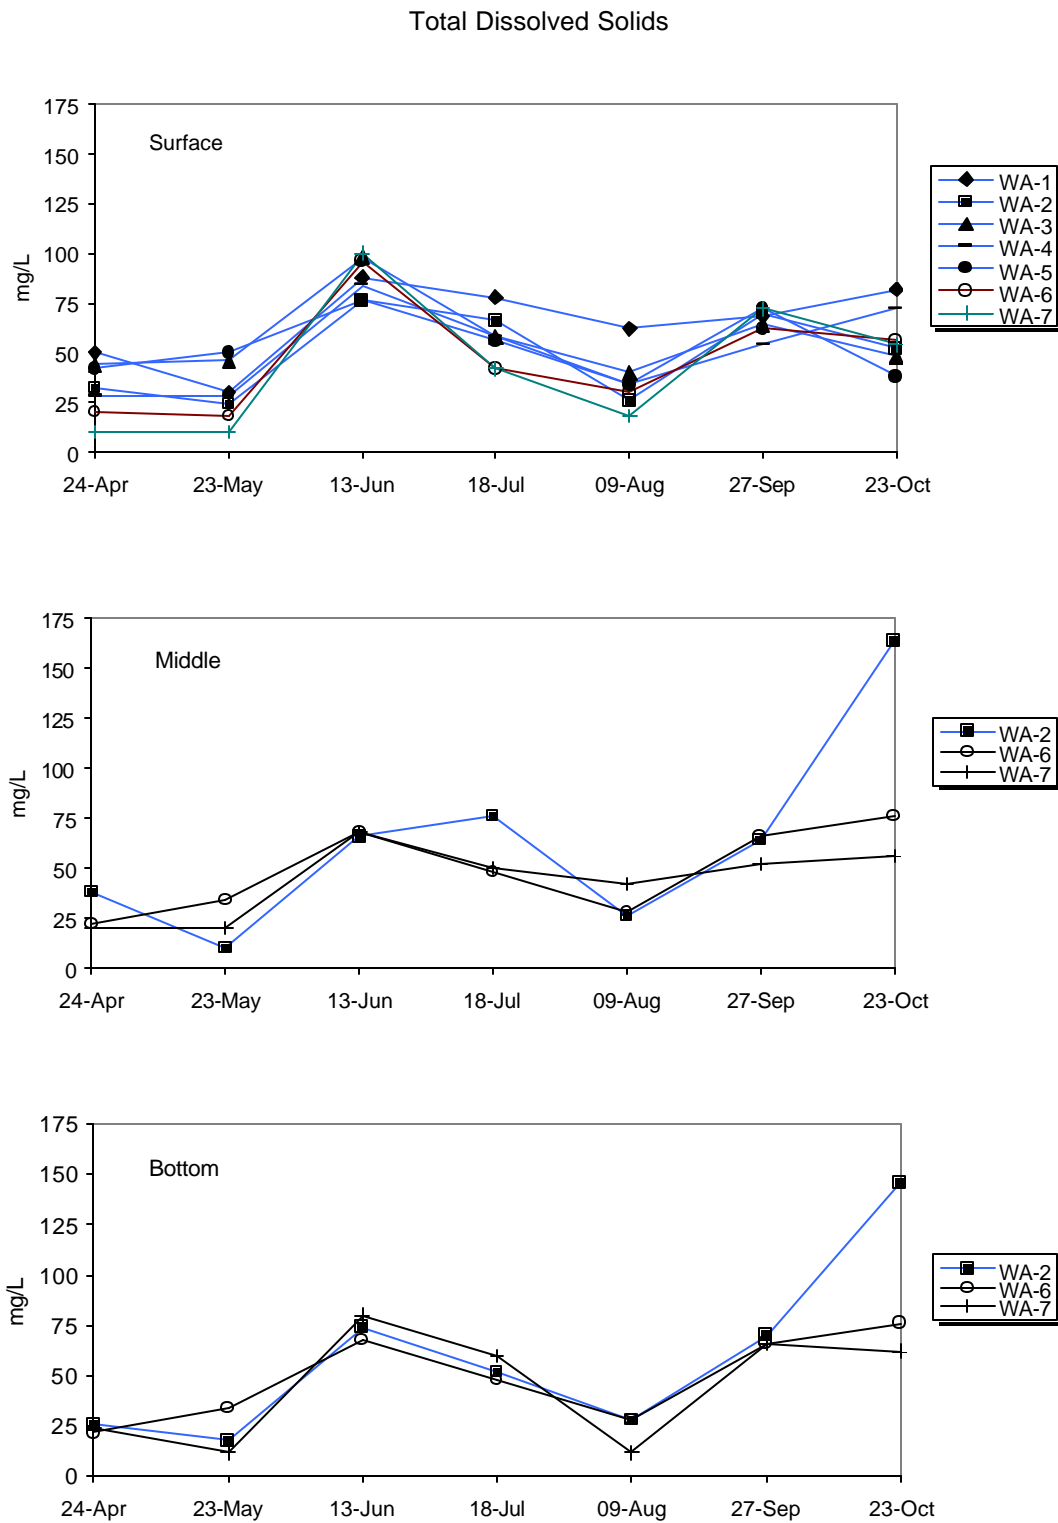 Total Dissolved Solids
175
150
125
100
75
50
25
0
mg/L
Surface
24-Apr 23-May 13-Jun 18-Jul 09-Aug 27-Sep 23-Oct
WA-1
WA-2
WA-3
WA-4
WA-5
WA-6
WA-7
175
150
125
100
75
50
25
0
mg/L
Middle
24-Apr 23-May 13-Jun 18-Jul 09-Aug 27-Sep 23-Oct
WA-2
WA-6
WA-7
175
150
125
100
75
50
25
0
mg/L
Bottom
24-Apr 23-May 13-Jun 18-Jul 09-Aug 27-Sep 23-Oct
WA-2
WA-6
WA-7